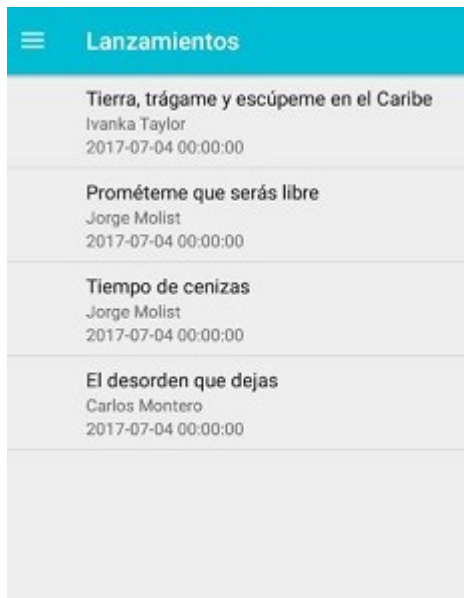 Lanzamientos
Tierra, trágame y escúpeme en el Caribe
Ivanka Taylor
2017-07-04 00:00:00
Prométeme que serás libre
Jorge Molist
2017-07-04 00:00:00
Tiempo de cenizas
Jorge Molist
2017-07-04 00:00:00
El desorden que dejas
Carlos Montero
2017-07-04 00:00:00